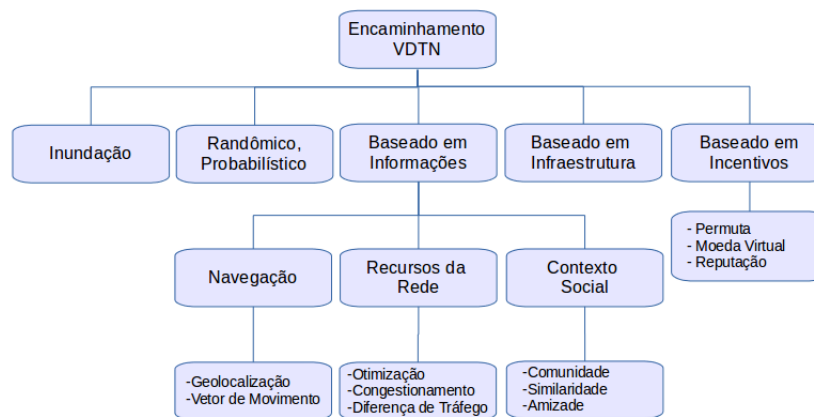 Encaminhamento
VDTN
Inundação
Randômico,
Probabilístico
Baseado em
Informações
Baseado em
Infraestrutura
Baseado em
Incentivos
- Permuta
- Moeda Virtual
- Reputação
Navegação
Recursos da
Rede
Contexto
Social
-Geolocalização
-Vetor de Movimento
-Otimização
-Congestionamento
-Diferença de Tráfego
-Comunidade
-Similaridade
-Amizade